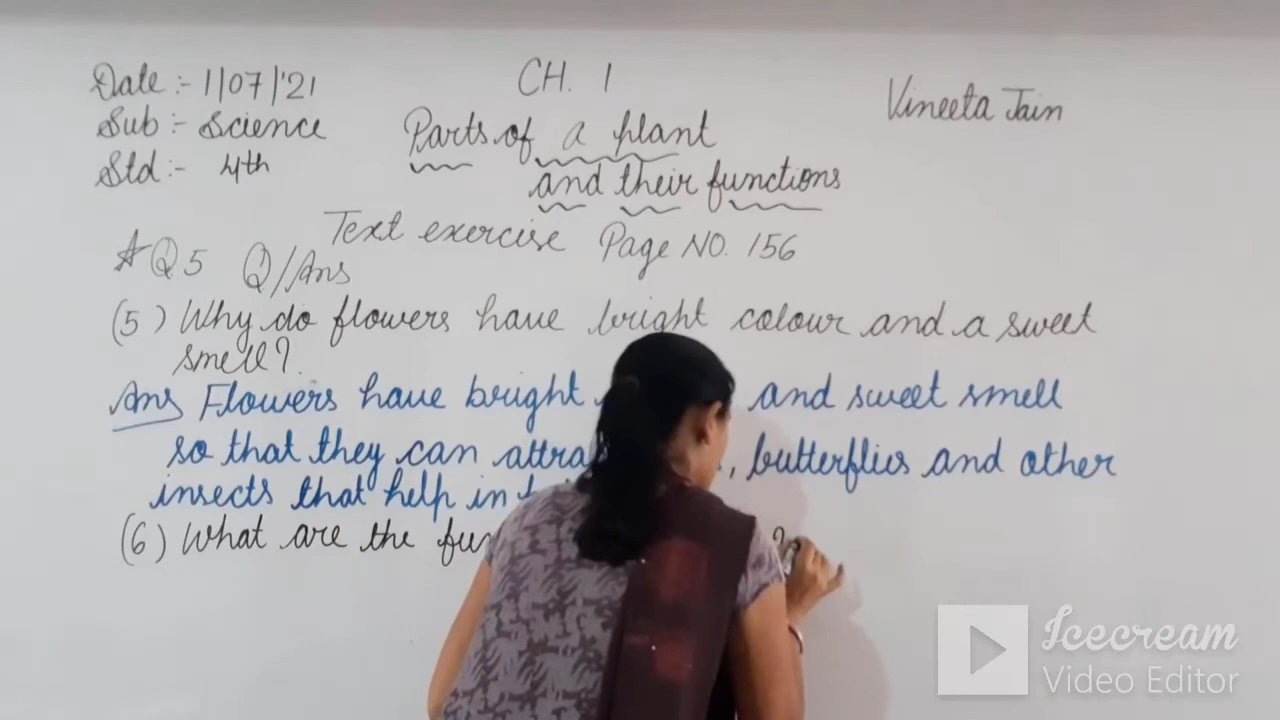 Date :- 1/07/'21
CH. 1
Vineeta Jain
Sub :- Science
Parts of a plant
Std :- 4th
and their functions
Text exercise Page NO. 156
Q5 Q/Ans
(5) Why do flowers have bright colour and a sweet
smell?
Ans Flowers have bright and sweet smell
so that they can , butterflies and other
insects that help in
(6) What are the ?
Icecream
Video Editor